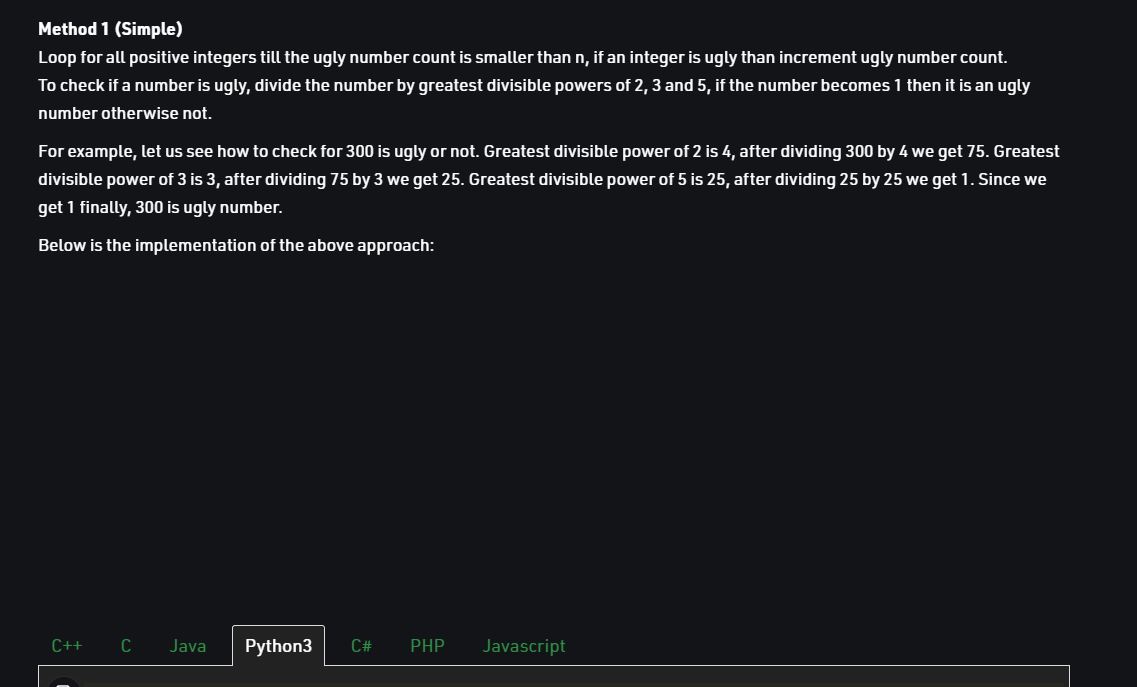 Method 1 (Simple)
Loop for all positive integers till the ugly number count is smaller than n, if an integer is ugly than increment ugly number count.
To check if a number is ugly, divide the number by greatest divisible powers of 2, 3 and 5, if the number becomes 1 then it is an ugly
number otherwise not.
For example, let us see how to check for 300 is ugly or not. Greatest divisible power of 2 is 4, after dividing 300 by 4 we get 75. Greatest
divisible power of 3 is 3, after dividing 75 by 3 we get 25. Greatest divisible power of 5 is 25, after dividing 25 by 25 we get 1. Since we
get 1 finally, 300 is ugly number.
Below is the implementation of the above approach:
C++ C Java Python3 C# PHP Javascript